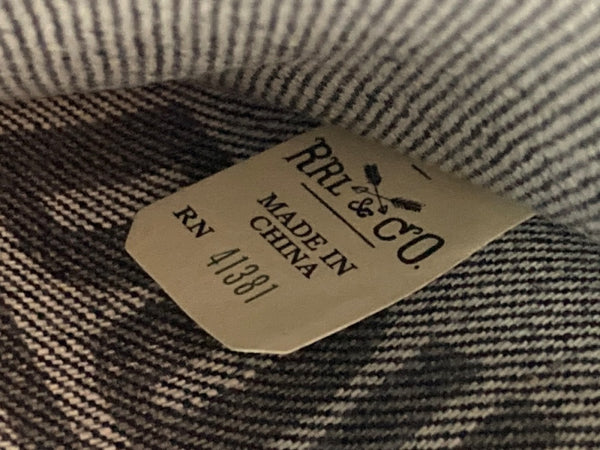 RRL & CO.
MADE IN
CHINA
RN 41381